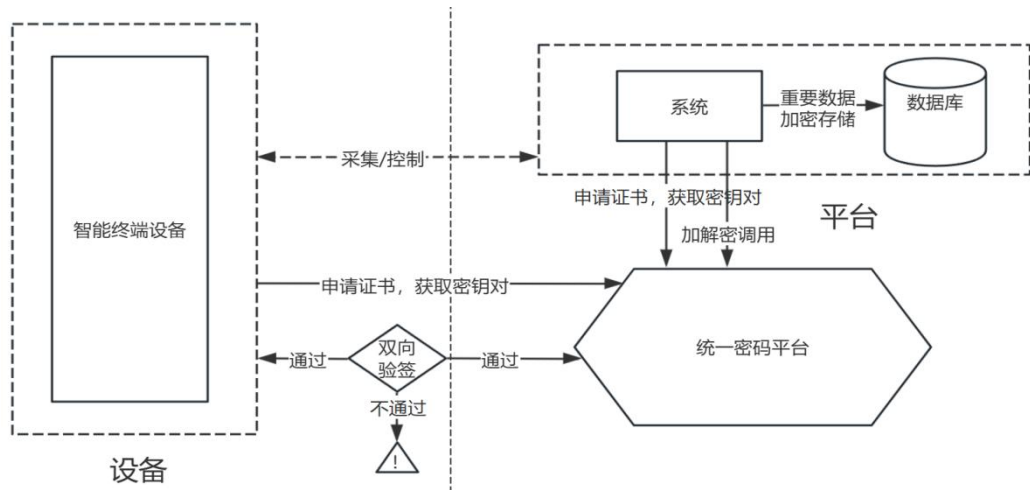 系统
重要数据
加密存储
数据库
采集/控制
申请证书，获取密钥对
平台
智能终端设备
加解密调用
申请证书，获取密钥对
双向
验签
通过
通过
统一密码平台
不通过
!
设备